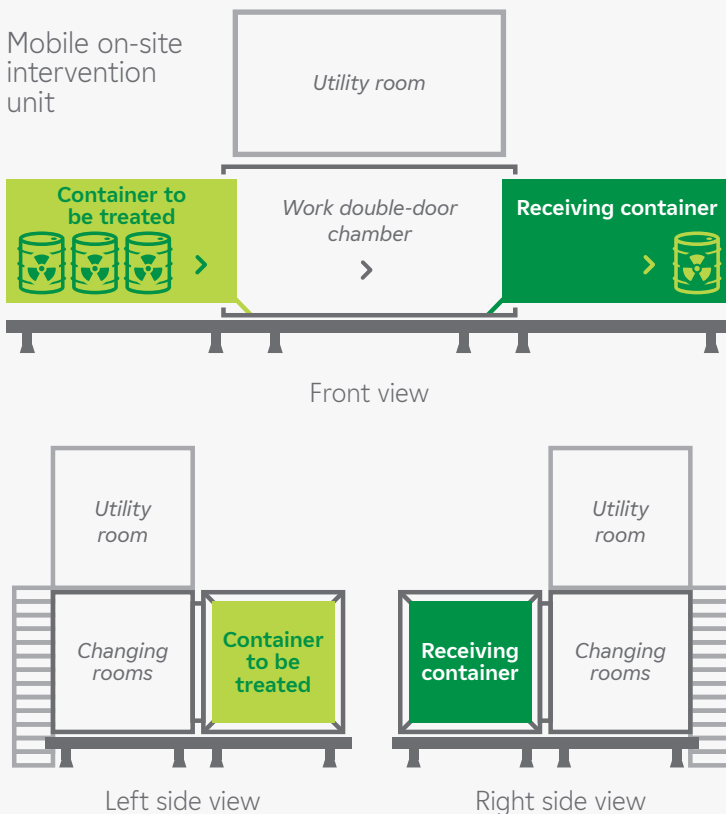 Mobile on-site
intervention
unit
Utility room
Container to
be treated
Work double-door
chamber
Receiving container
Front view
Utility
room
Changing
rooms
Container
to be
treated
Left side view
Utility
room
Receiving
container
Changing
rooms
Right side view